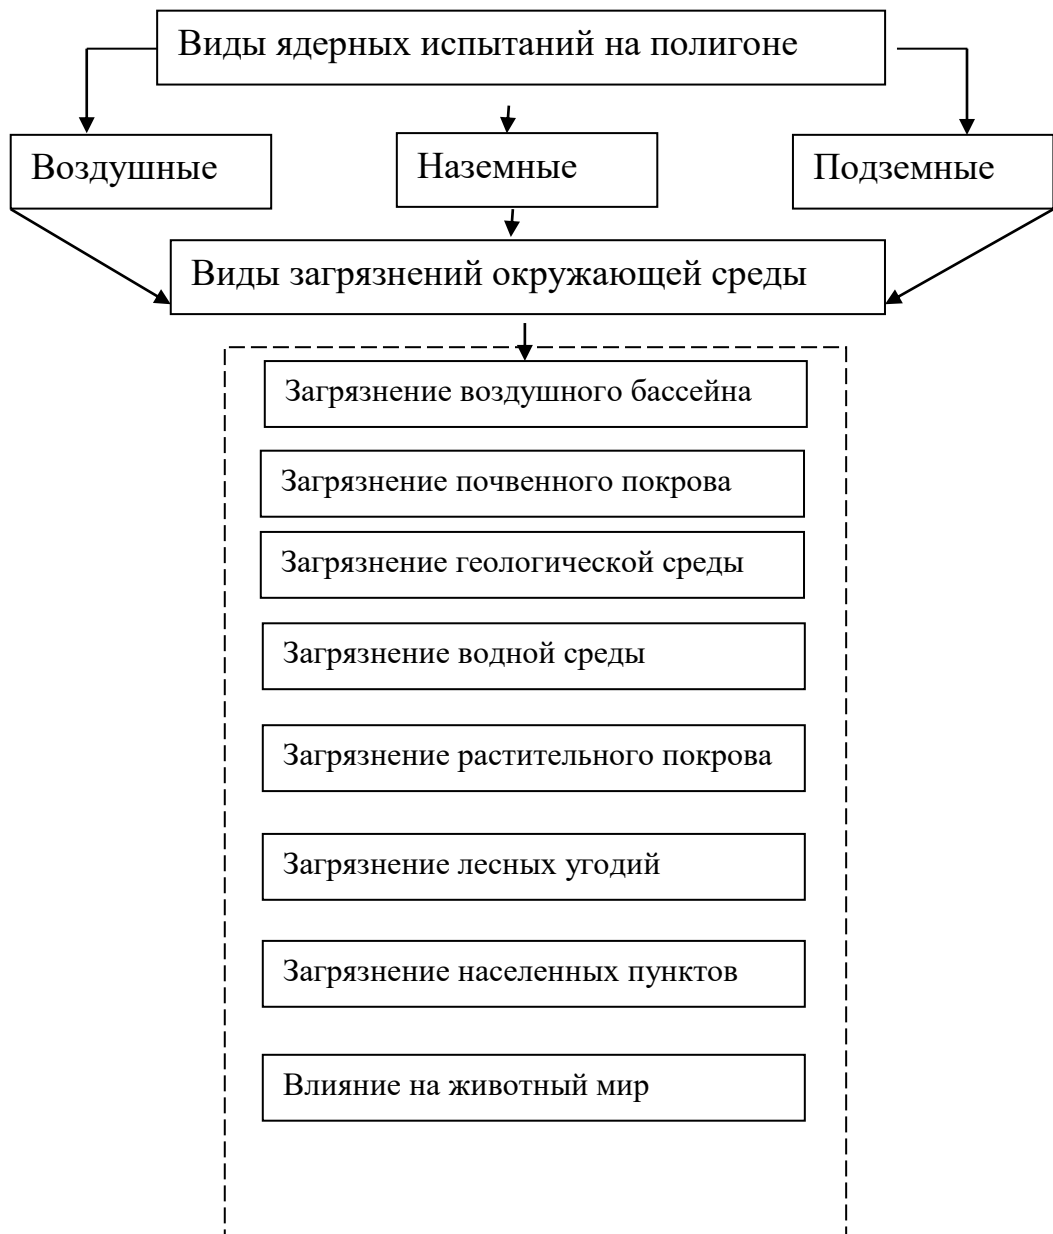 Виды ядерных испытаний на полигоне
Воздушные
Наземные
Подземные
Виды загрязнений окружающей среды
Загрязнение воздушного бассейна
Загрязнение почвенного покрова
Загрязнение геологической среды
Загрязнение водной среды
Загрязнение растительного покрова
Загрязнение лесных угодий
Загрязнение населенных пунктов
Влияние на животный мир